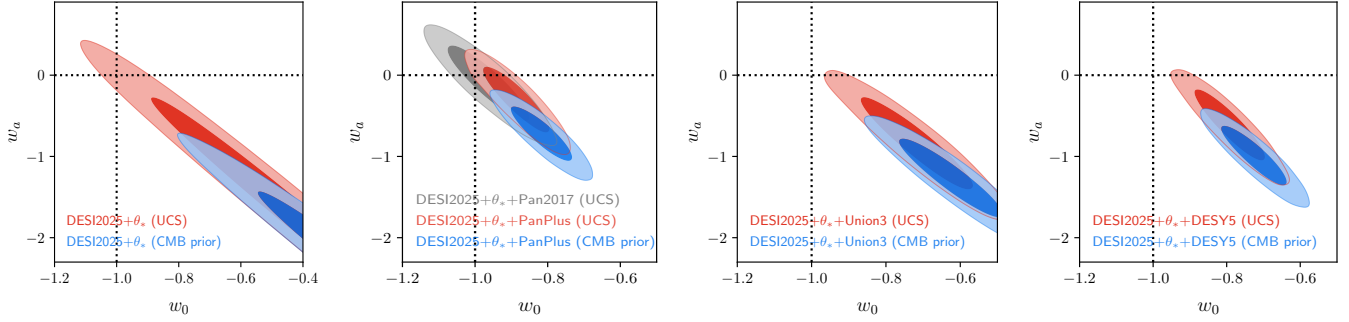 0
−1
−2
w_a
DESI2025+θ_* (UCS)
DESI2025+θ_* (CMB prior)
−1.2
−1.0
−0.8
−0.6
−0.4
w_0
0
−1
−2
w_a
DESI2025+θ_*+Pan2017 (UCS)
DESI2025+θ_*+PanPlus (UCS)
DESI2025+θ_*+PanPlus (CMB prior)
−1.2
−1.0
−0.8
−0.6
w_0
0
−1
−2
w_a
DESI2025+θ_*+Union3 (UCS)
DESI2025+θ_*+Union3 (CMB prior)
−1.2
−1.0
−0.8
−0.6
w_0
0
−1
−2
w_a
DESI2025+θ_*+DESY5 (UCS)
DESI2025+θ_*+DESY5 (CMB prior)
−1.2
−1.0
−0.8
−0.6
w_0